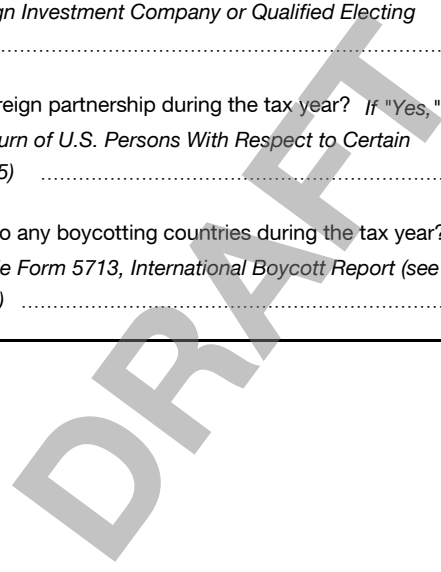 gn Investment Company or Qualified Electing
................................................................................
reign partnership during the tax year? If "Yes,"
urn of U.S. Persons With Respect to Certain
5) ................................................................................
o any boycotting countries during the tax year?
e Form 5713, International Boycott Report (see
) ................................................................................
DRAFT